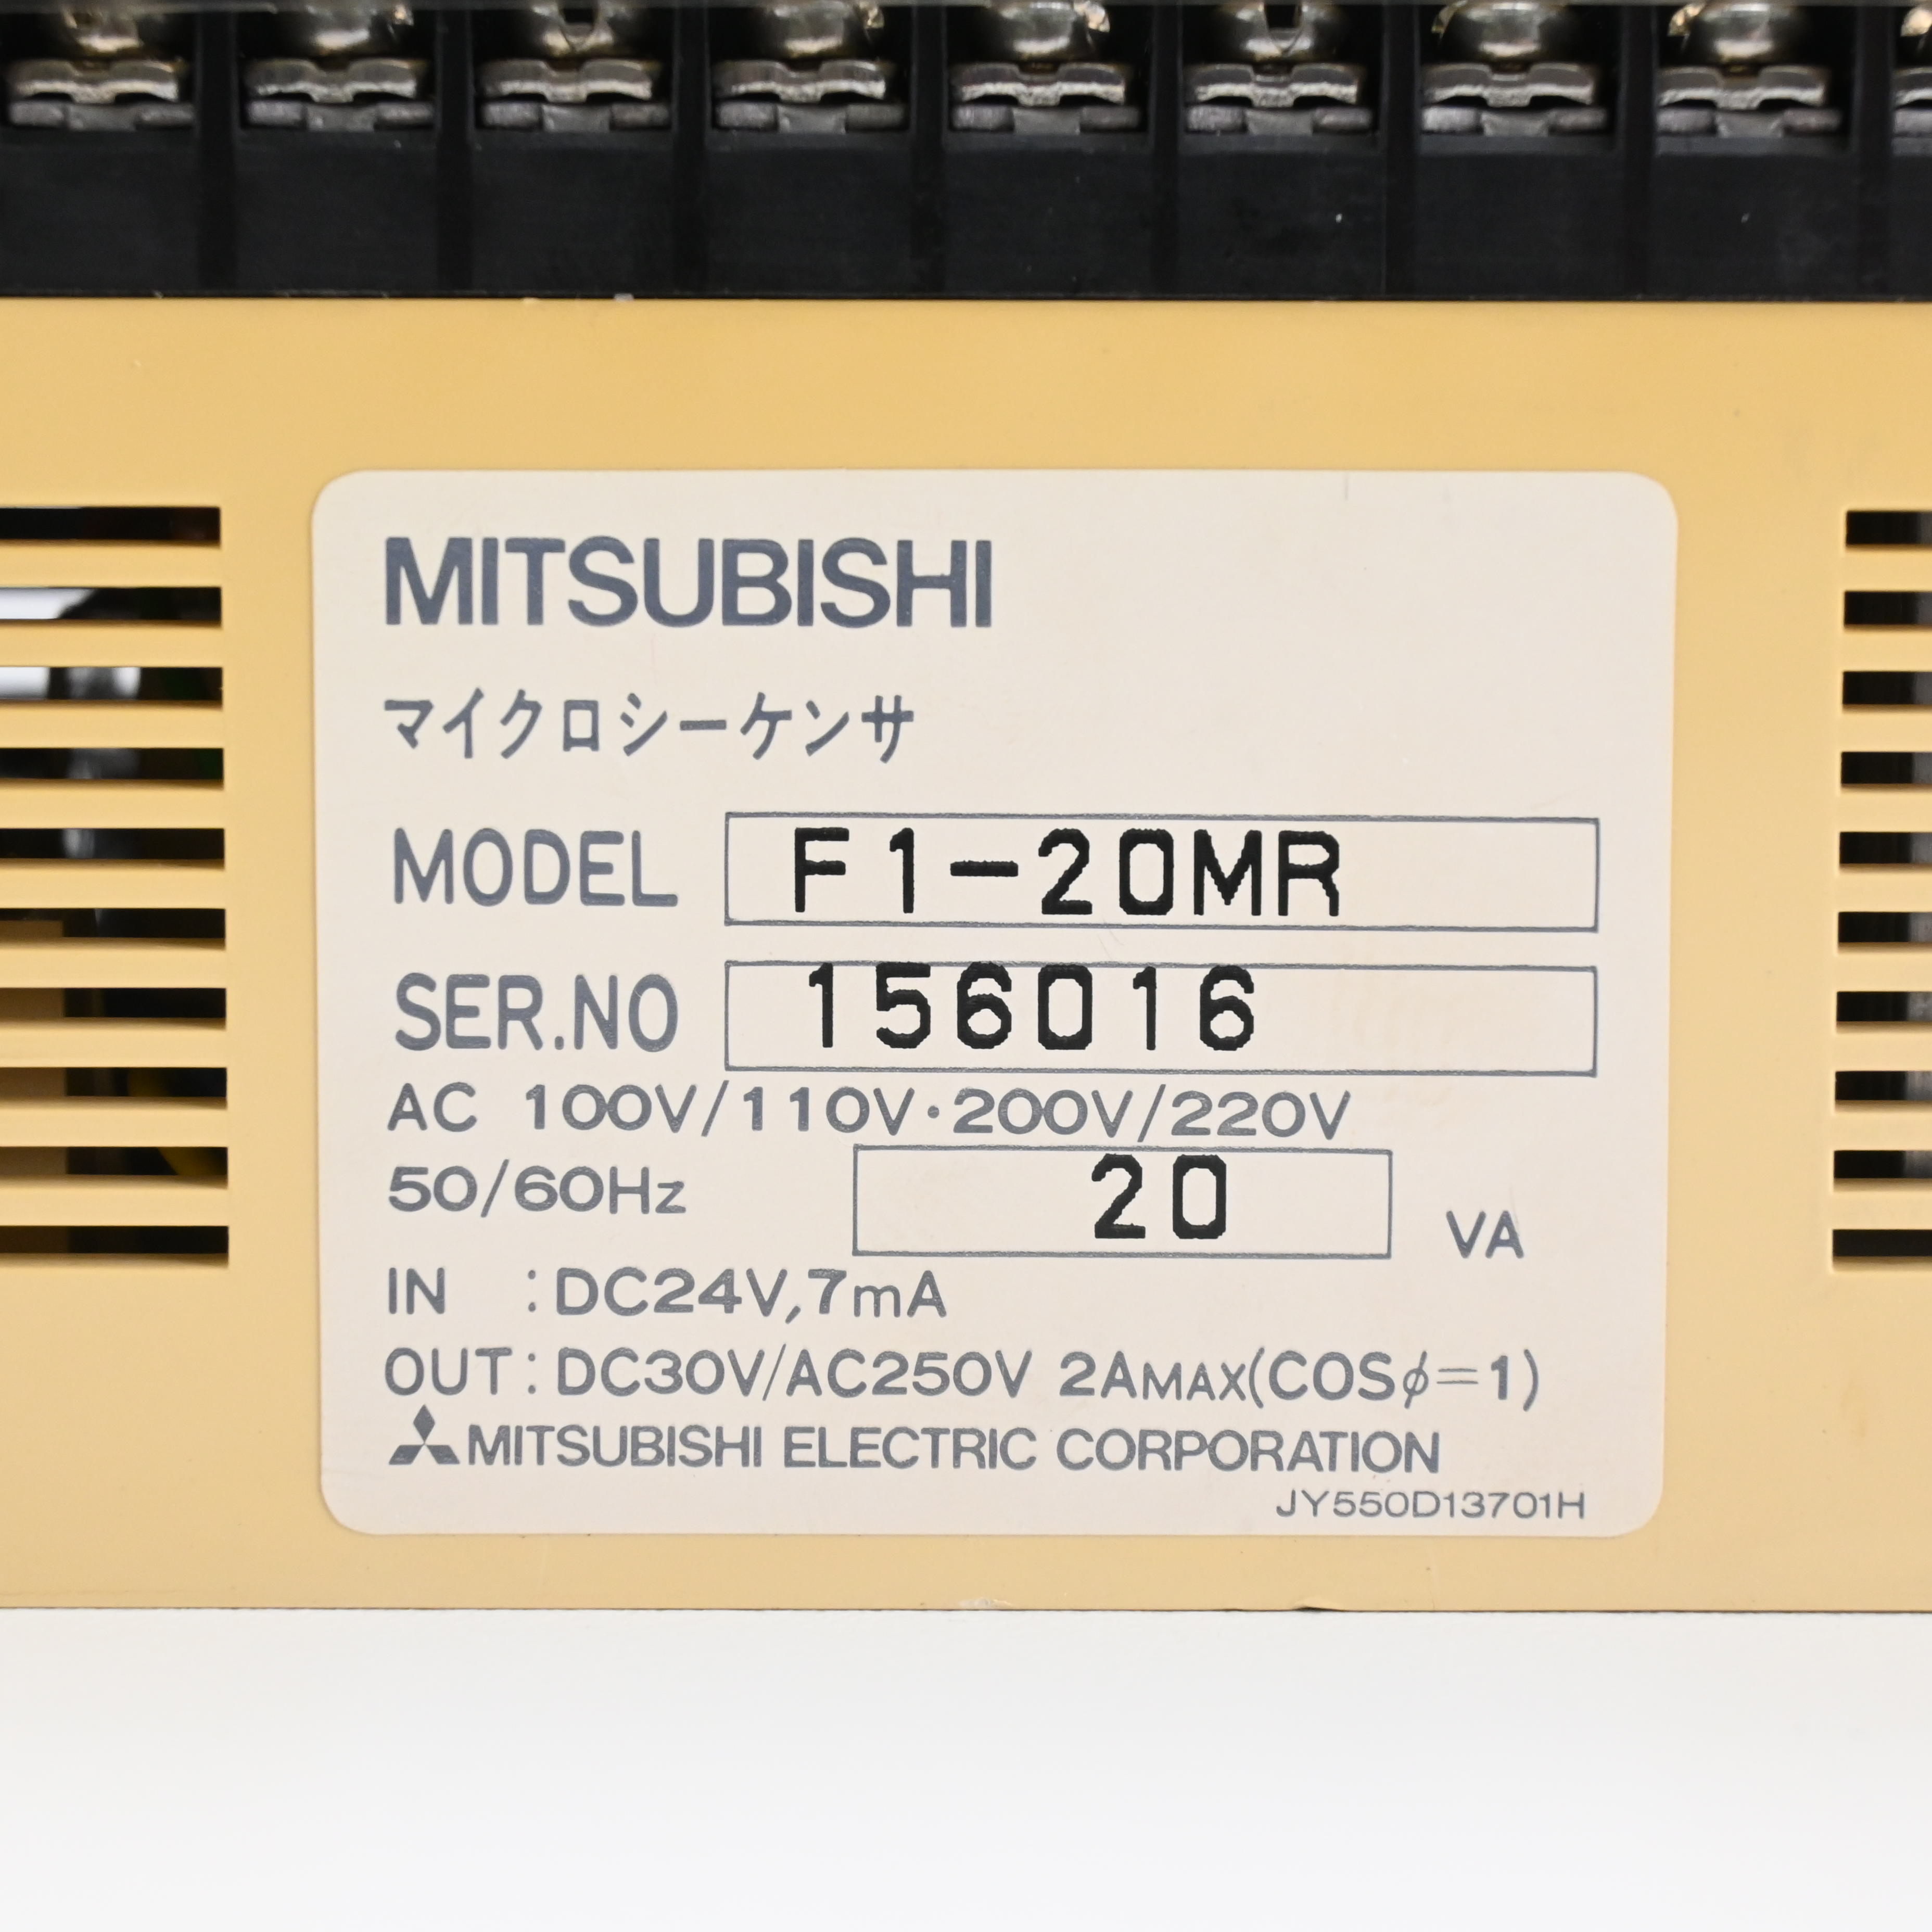 MITSUBISHI
マイクロシーケンサ
MODEL F1-20MR
SER.NO 156016
AC 100V/110V·200V/220V
50/60Hz 20 VA
IN :DC24V,7mA
OUT:DC30V/AC250V 2AMAX(COSϕ=1)
MITSUBISHI ELECTRIC CORPORATION
JY550D13701H